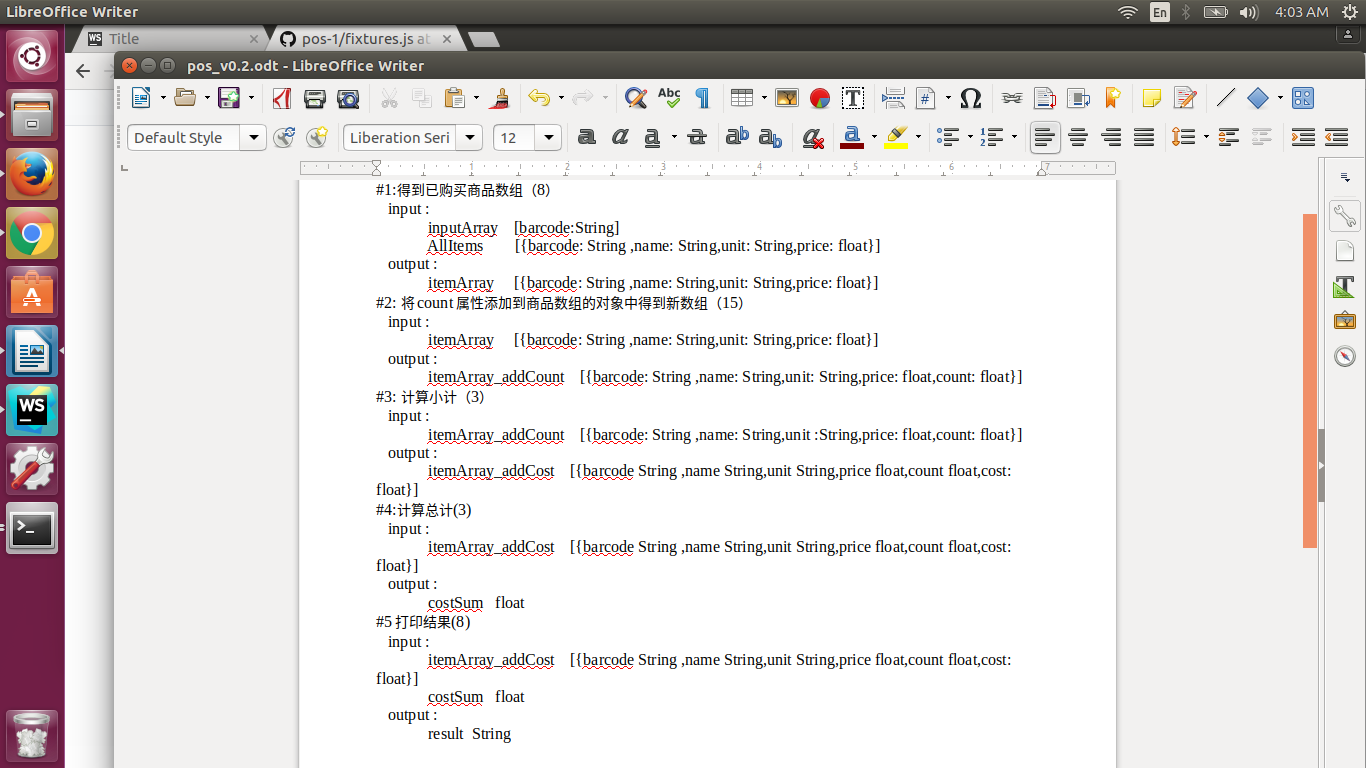 LibreOffice Writer
En
4:03 AM
Title
pos-1/fixtures.js at
pos_v0.2.odt - LibreOffice Writer
Default Style
Liberation Seri
12
1 2 3 4 5 6 7
#1:得到已购买商品数组（8）
input :
inputArray [barcode:String]
AllItems [{barcode: String ,name: String,unit: String,price: float}]
output :
itemArray [{barcode: String ,name: String,unit: String,price: float}]
#2: 将count 属性添加到商品数组的对象中得到新数组（15）
input :
itemArray [{barcode: String ,name: String,unit: String,price: float}]
output :
itemArray_addCount [{barcode: String ,name: String,unit: String,price: float,count: float}]
#3: 计算小计（3）
input :
itemArray_addCount [{barcode: String ,name: String,unit :String,price: float,count: float}]
output :
itemArray_addCost [{barcode String ,name String,unit String,price float,count float,cost:
float}]
#4:计算总计(3)
input :
itemArray_addCost [{barcode String ,name String,unit String,price float,count float,cost:
float}]
output :
costSum float
#5 打印结果(8)
input :
itemArray_addCost [{barcode String ,name String,unit String,price float,count float,cost:
float}]
costSum float
output :
result String